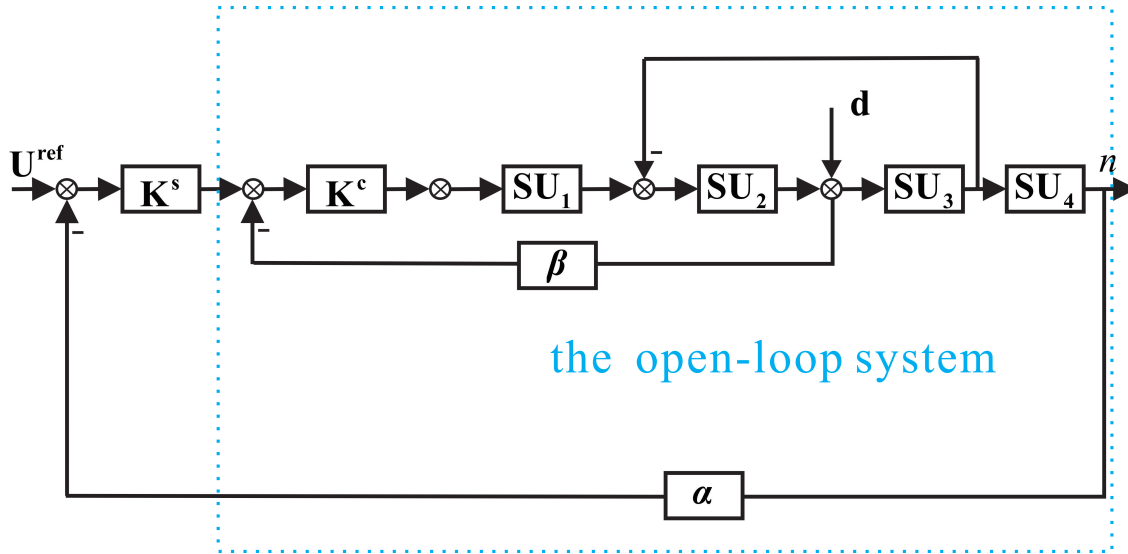 d
U^ref
K^s
K^c
SU₁
SU₂
SU₃
SU₄
n
-
-
-
β
the open-loop system
α